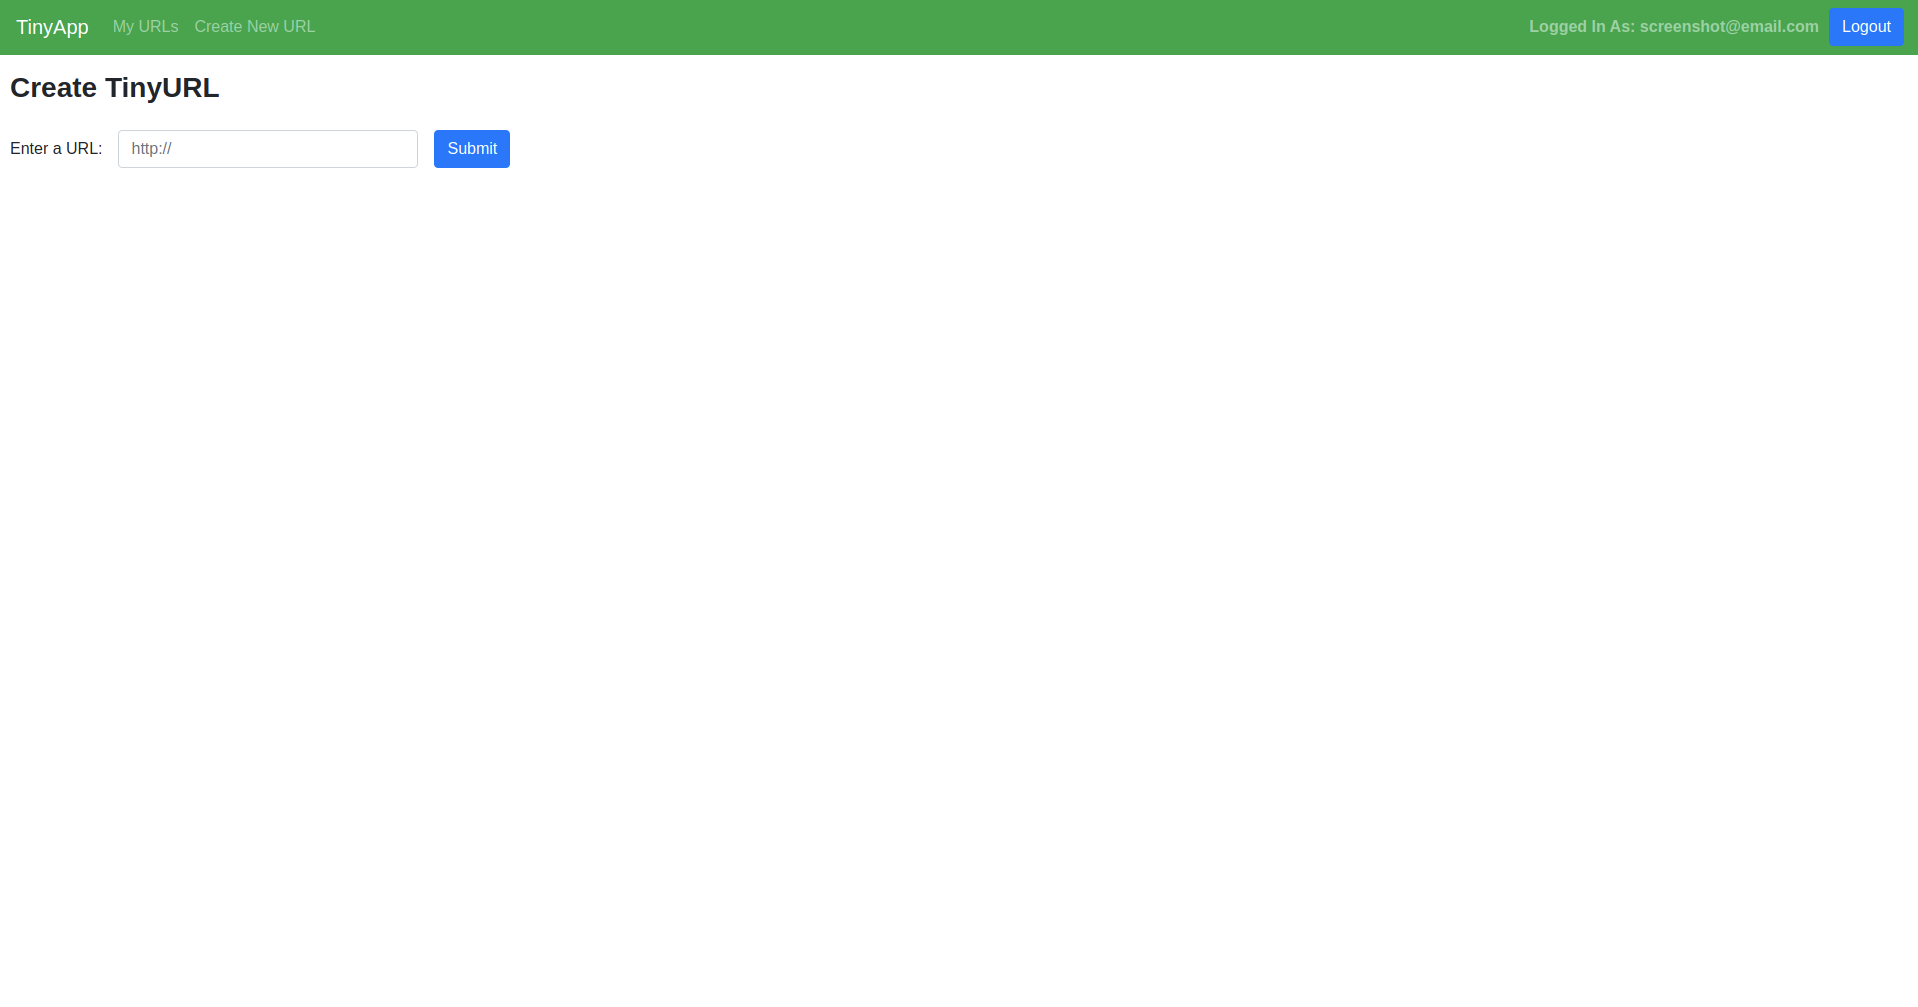 TinyApp My URLs Create New URL Logged In As: screenshot@email.com Logout
Create TinyURL
Enter a URL: http:// Submit